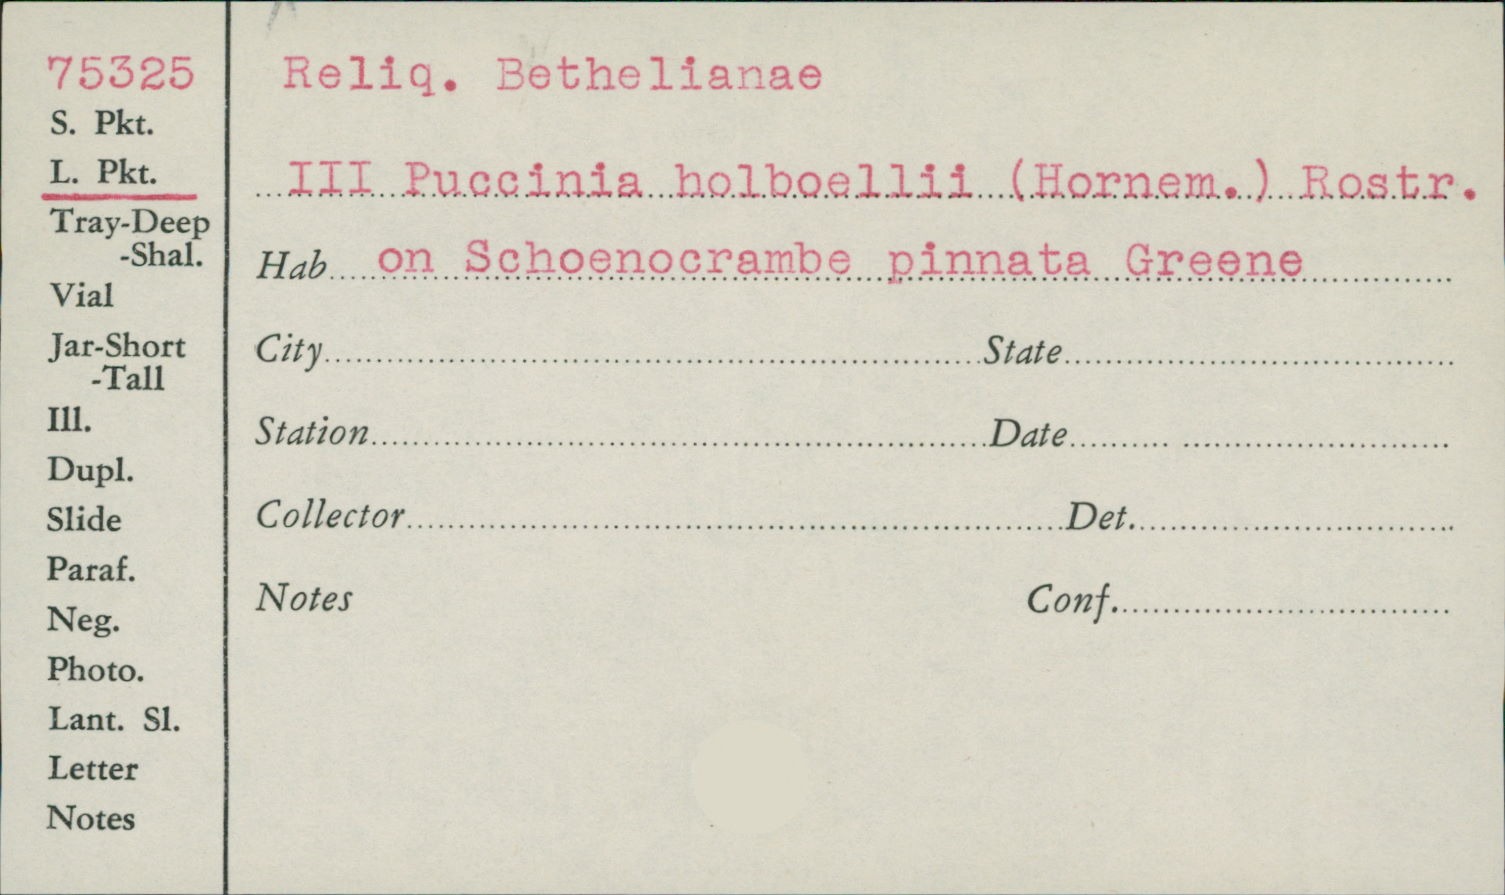 75325
S. Pkt.
L. Pkt.
Tray-Deep
-Shal.
Vial
Jar-Short
-Tall
Ill.
Dupl.
Slide
Paraf.
Neg.
Photo.
Lant. Sl.
Letter
Notes
Reliq. Bethelianae
III Puccinia holboellii (Hornem.) Rostr.
Hab on Schoenocrambe pinnata Greene
City State
Station Date
Collector Det.
Notes Conf.